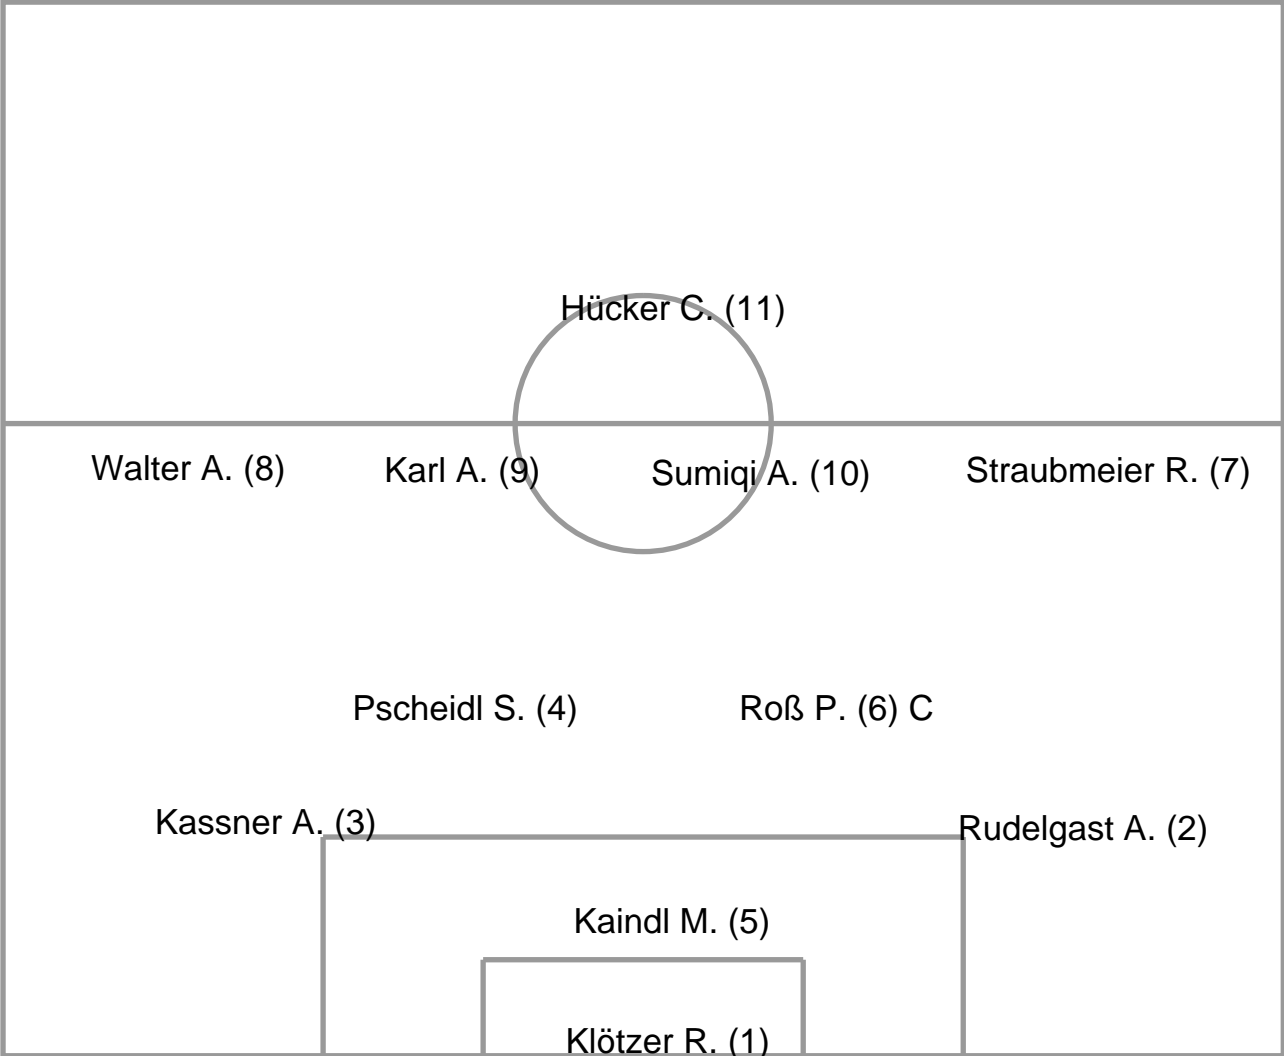 Hücker C. (11)
Walter A. (8) Karl A. (9) Sumiqi A. (10) Straubmeier R. (7)
Pscheidl S. (4) Roß P. (6) C
Kassner A. (3) Rudelgast A. (2)
Kaindl M. (5)
Klötzer R. (1)